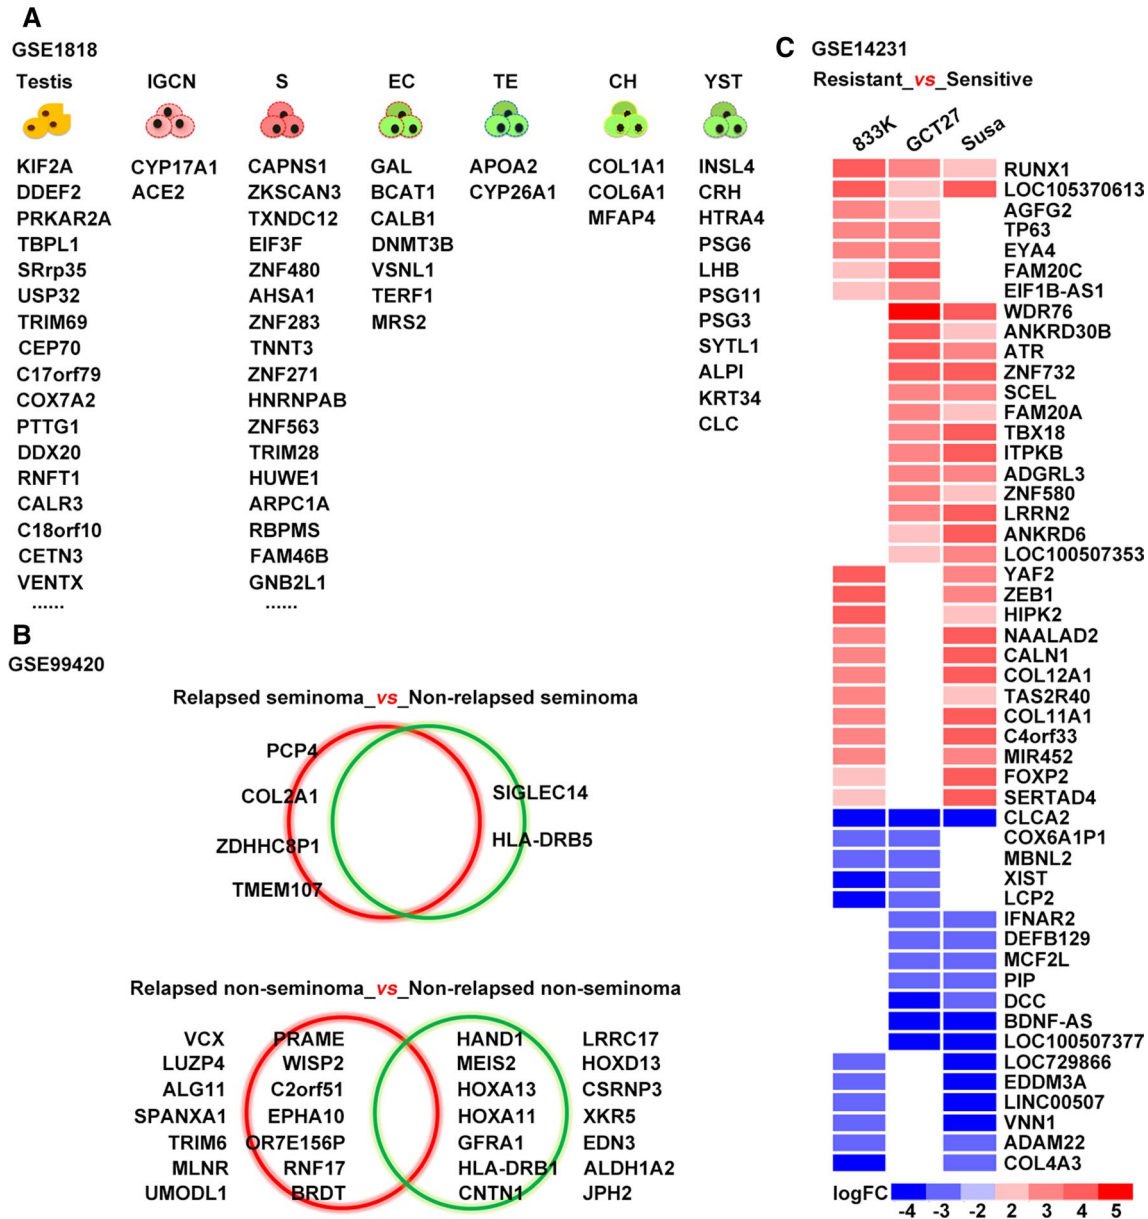 A
GSE1818
Testis IGCN S EC TE CH YST
KIF2A CYP17A1 CAPNS1 GAL APOA2 COL1A1 INSL4
DDEF2 ACE2 ZKSCAN3 BCAT1 CYP26A1 COL6A1 CRH
PRKAR2A TXNDC12 CALB1 MFAP4 HTRA4
TBPL1 EIF3F DNMT3B PSG6
SRrp35 ZNF480 VSNL1 LHB
USP32 AHSA1 TERF1 PSG11
TRIM69 ZNF283 MRS2 PSG3
CEP70 TNNT3 SYTL1
C17orf79 ZNF271 ALPI
COX7A2 HNRNPAB KRT34
PTTG1 ZNF563 CLC
DDX20 TRIM28
RNFT1 HUWE1
CALR3 ARPC1A
C18orf10 RBPMS
CETN3 FAM46B
VENTX GNB2L1
...... ......
B
GSE99420
Relapsed seminoma_vs_Non-relapsed seminoma
PCP4
COL2A1 SIGLEC14
ZDHHC8P1 HLA-DRB5
TMEM107
Relapsed non-seminoma_vs_Non-relapsed non-seminoma
VCX PRAME HAND1 LRRC17
LUZP4 WISP2 MEIS2 HOXD13
ALG11 C2orf51 HOXA13 CSRNP3
SPANXA1 EPHA10 HOXA11 XKR5
TRIM6 OR7E156P GFRA1 EDN3
MLNR RNF17 HLA-DRB1 ALDH1A2
UMODL1 BRDT CNTN1 JPH2
C
GSE14231
Resistant_vs_Sensitive
833K GCT27 Susa
RUNX1
LOC105370613
AGFG2
TP63
EYA4
FAM20C
EIF1B-AS1
WDR76
ANKRD30B
ATR
ZNF732
SCEL
FAM20A
TBX18
ITPKB
ADGRL3
ZNF580
LRRN2
ANKRD6
LOC100507353
YAF2
ZEB1
HIPK2
NAALAD2
CALN1
COL12A1
TAS2R40
COL11A1
C4orf33
MIR452
FOXP2
SERTAD4
CLCA2
COX6A1P1
MBNL2
XIST
LCP2
IFNAR2
DEFB129
MCF2L
PIP
DCC
BDNF-AS
LOC100507377
LOC729866
EDDM3A
LINC00507
VNN1
ADAM22
COL4A3
logFC
-4 -3 -2 2 3 4 5